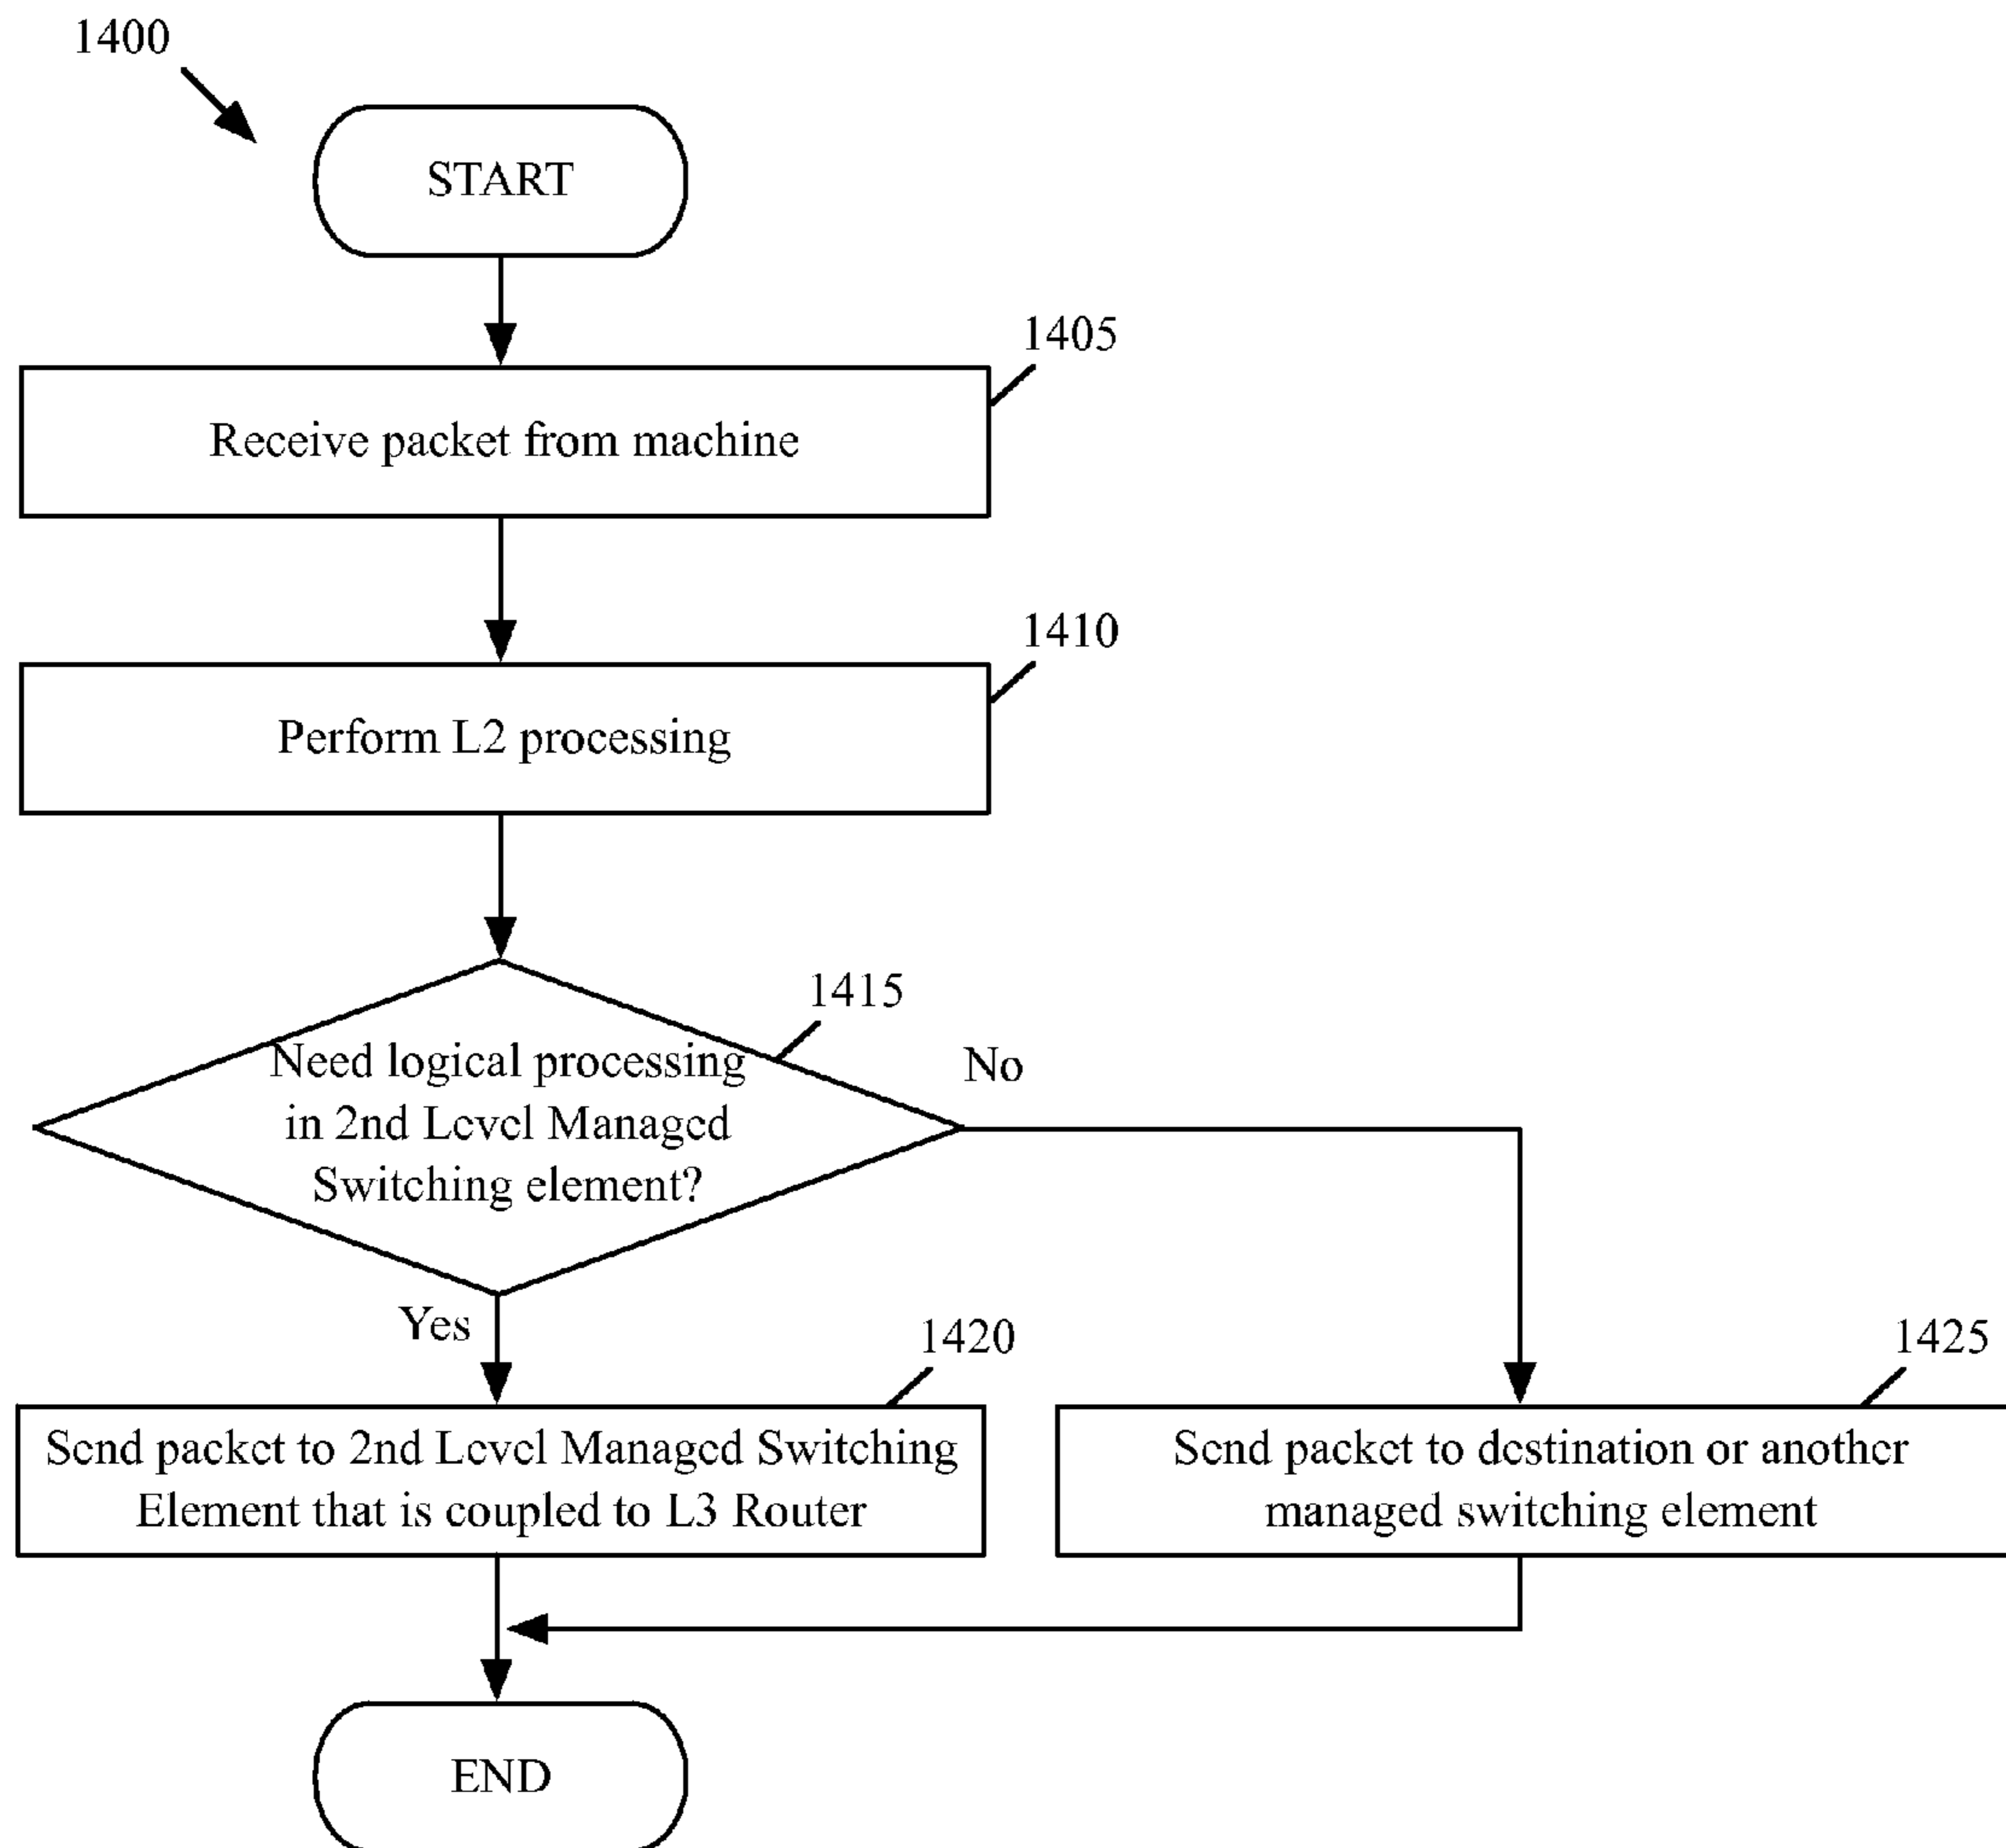 1400
START
1405
Receive packet from machine
1410
Perform L2 processing
1415
Need logical processing
in 2nd Level Managed
Switching element?
No
Yes
1420
Send packet to 2nd Level Managed Switching
Element that is coupled to L3 Router
1425
Send packet to destination or another
managed switching element
END